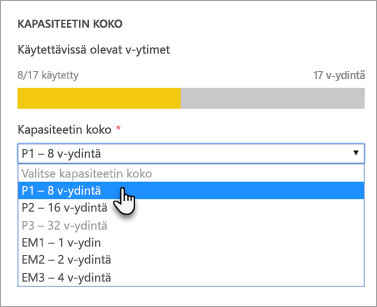 KAPASITEETIN KOKO
Käytettävissä olevat v-ytimet
8/17 käytetty 17 v-ydintä
Kapasiteetin koko *
P1 – 8 v-ydintä
Valitse kapasiteetin koko
P1 – 8 v-ydintä
P2 – 16 v-ydintä
P3 – 32 v-ydintä
EM1 – 1 v-ydin
EM2 – 2 v-ydintä
EM3 – 4 v-ydintä